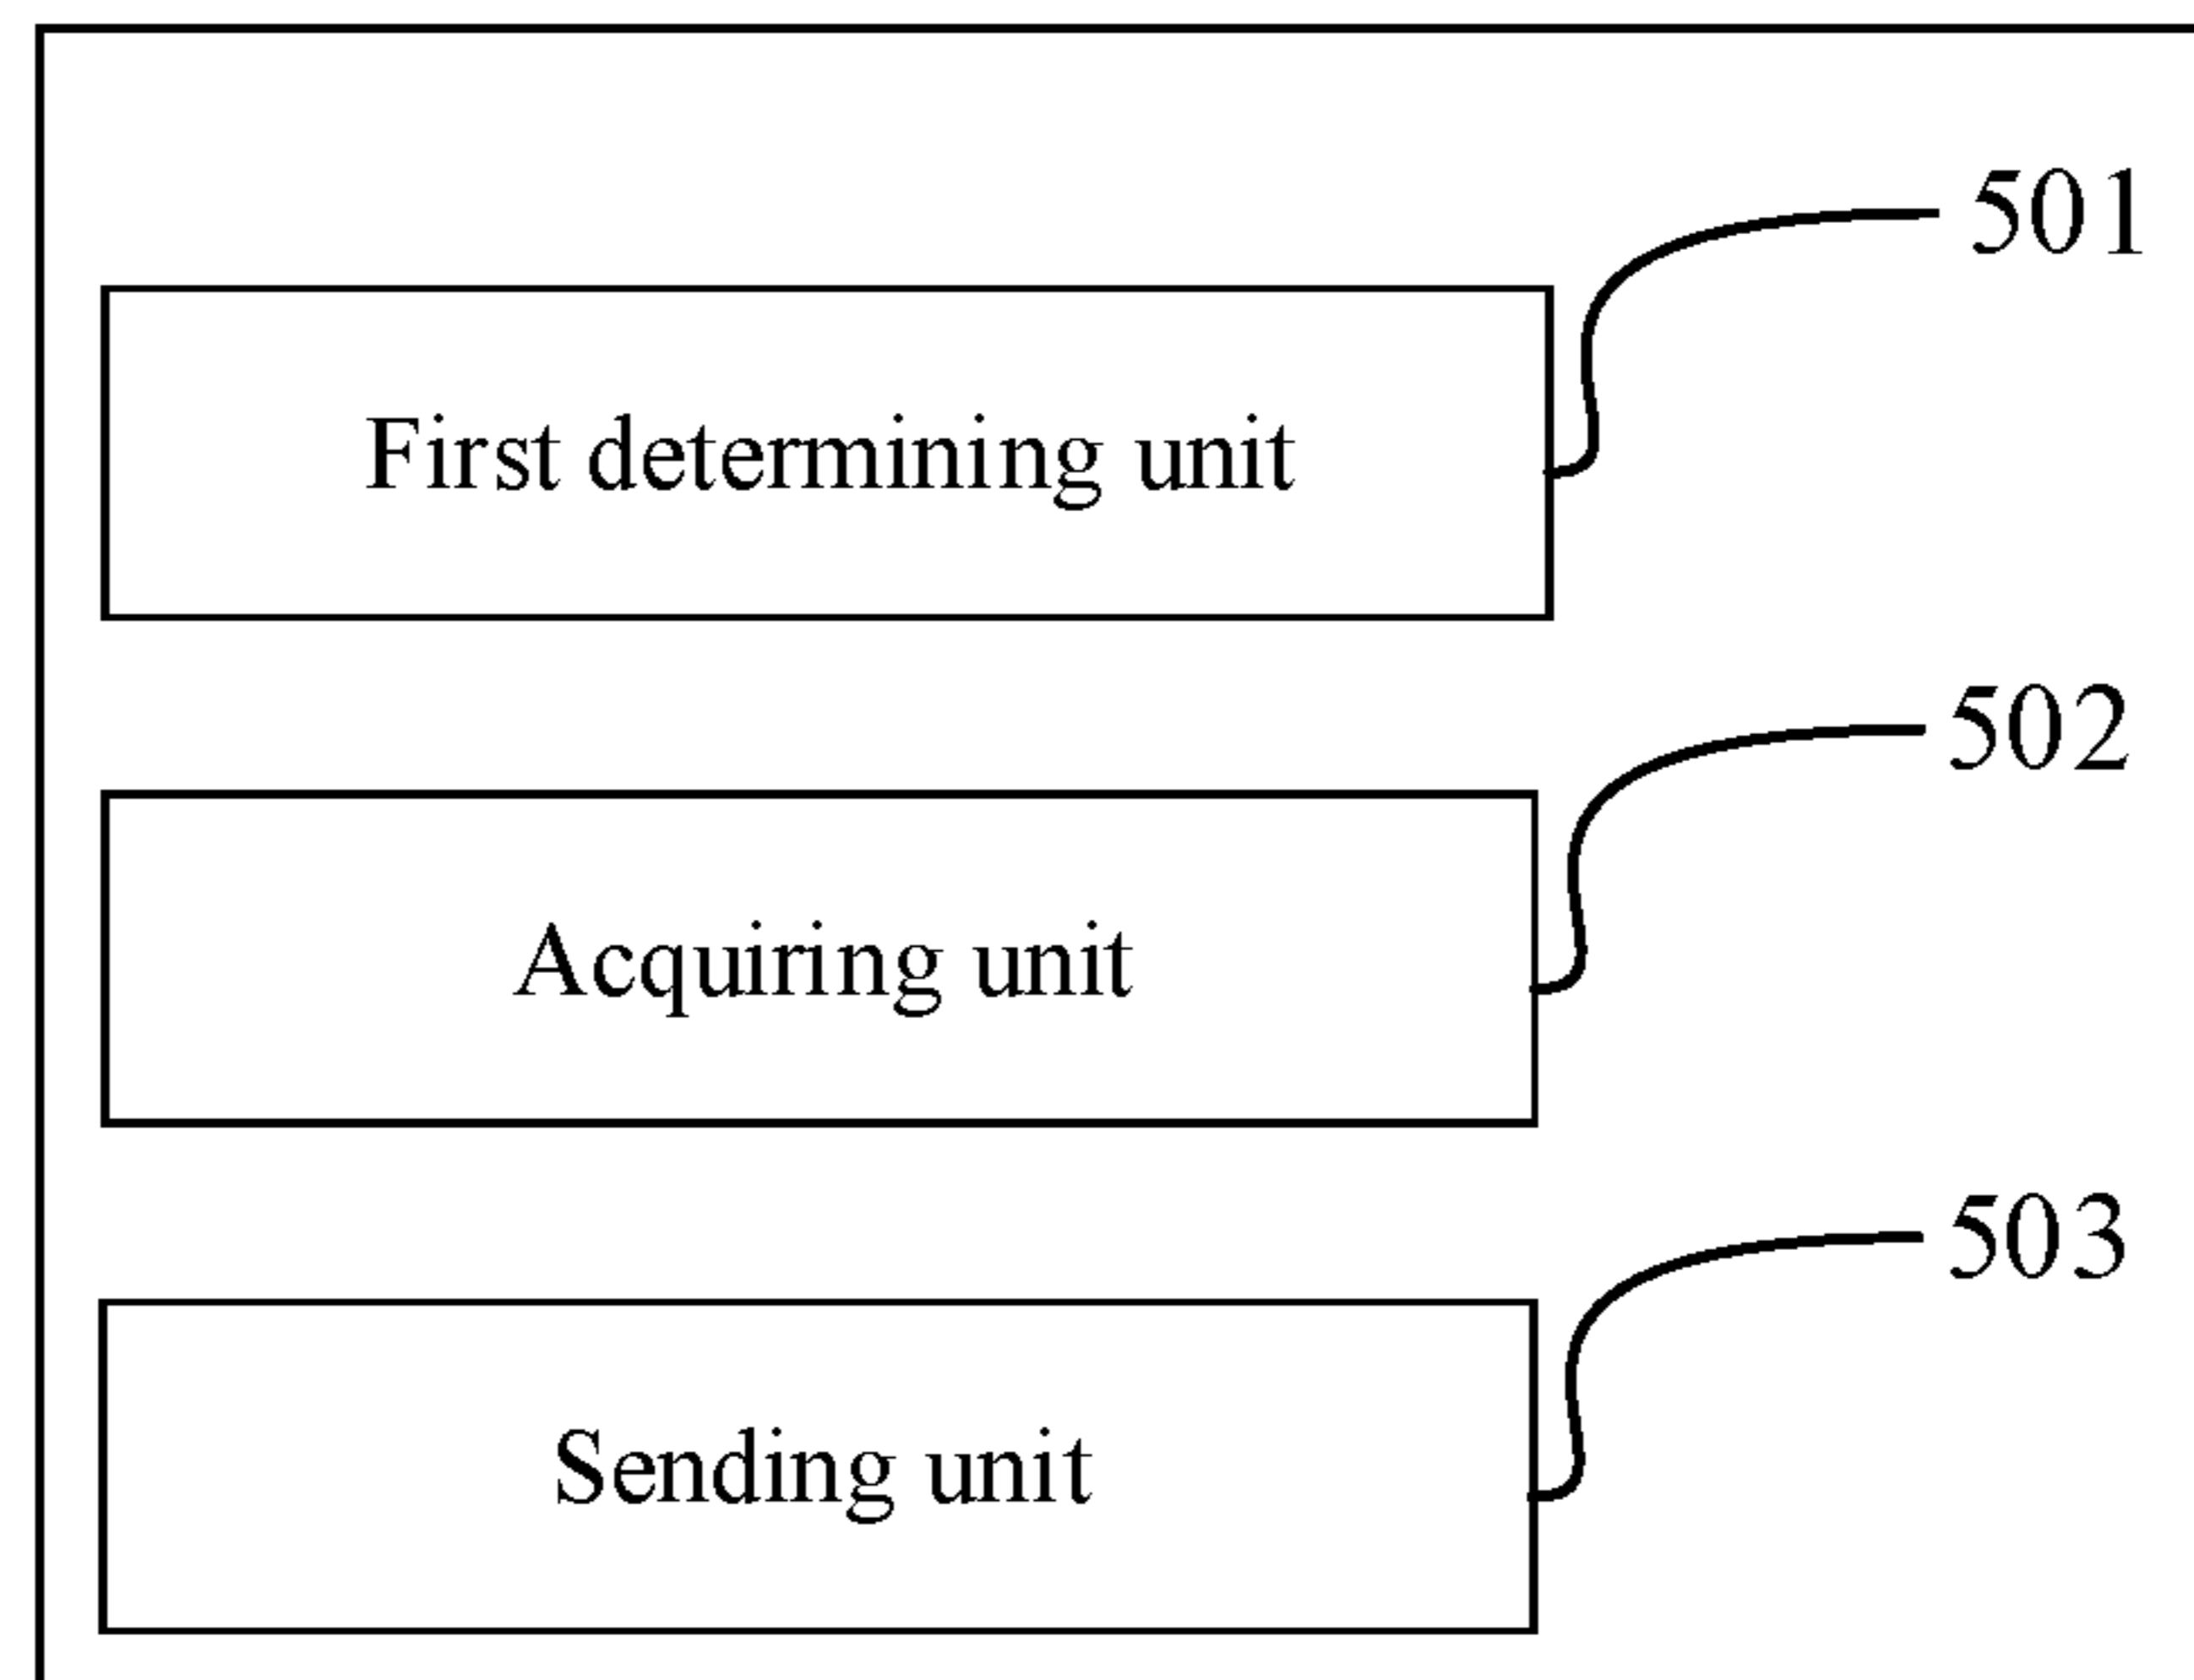 501
First determining unit
502
Acquiring unit
503
Sending unit